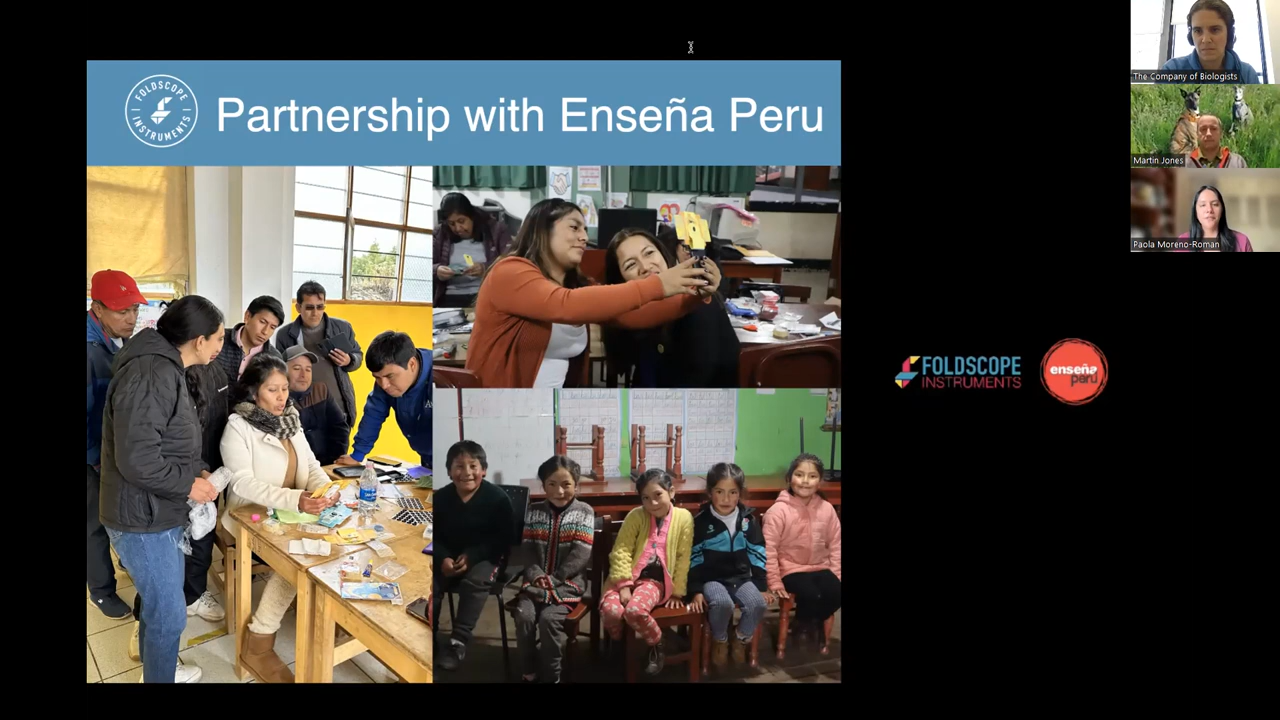 FOLDSCOPE
INSTRUMENTS
Partnership with Enseña Peru
The Company of Biologists
Martin Jones
Paola Moreno-Roman
FOLDSCOPE
INSTRUMENTS
enseña
perú